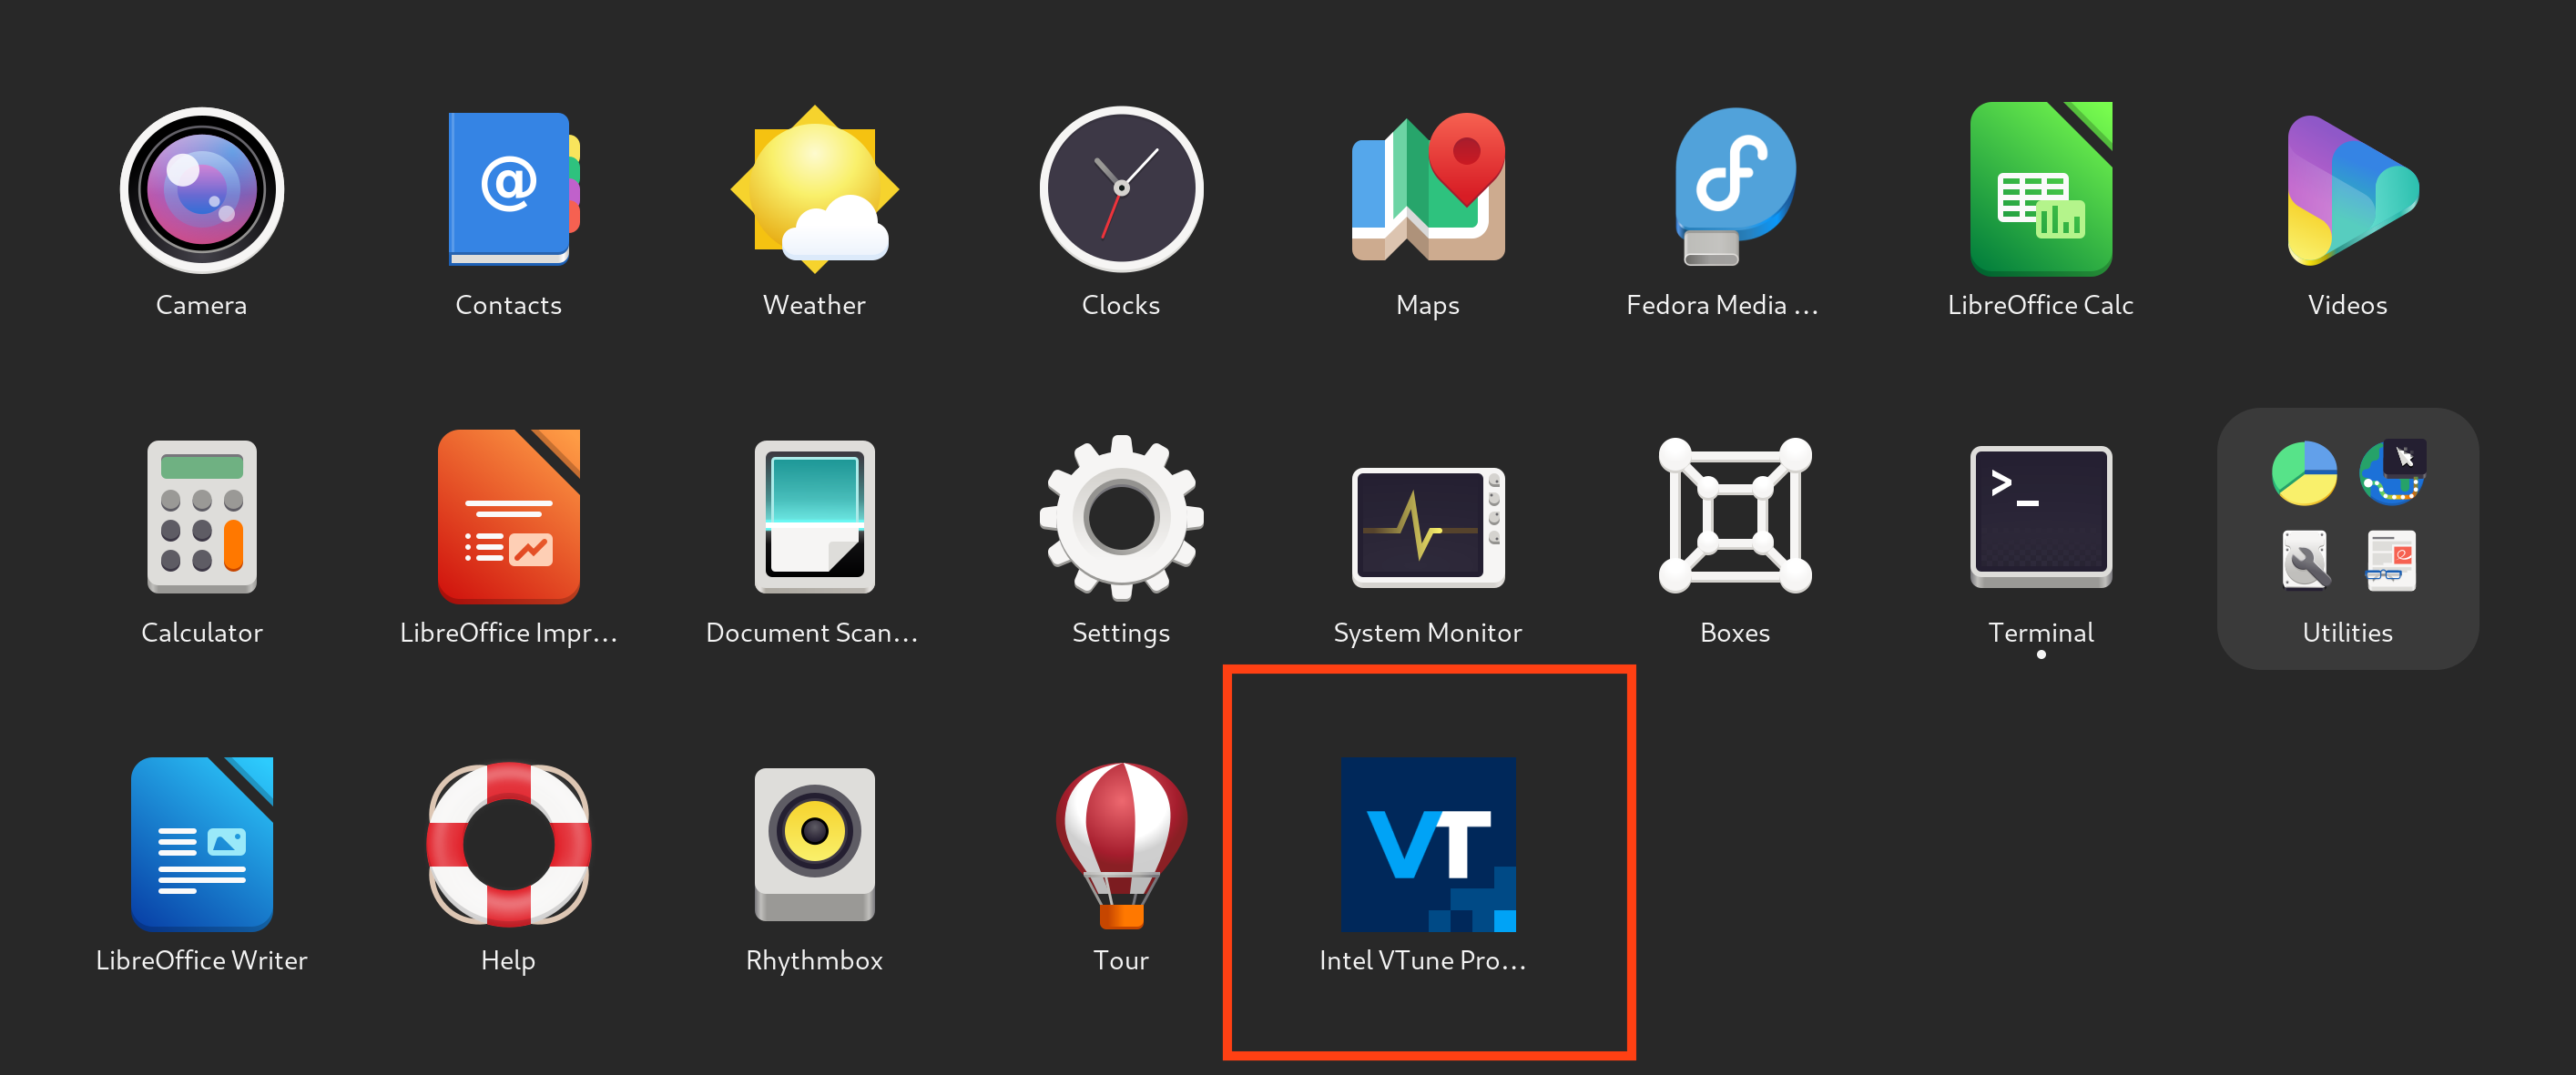 @
Camera
Contacts
Weather
Clocks
Maps
Fedora Media ...
LibreOffice Calc
Videos
>_
Calculator
LibreOffice Impr...
Document Scan...
Settings
System Monitor
Boxes
Terminal
Utilities
VT
LibreOffice Writer
Help
Rhythmbox
Tour
Intel VTune Pro...